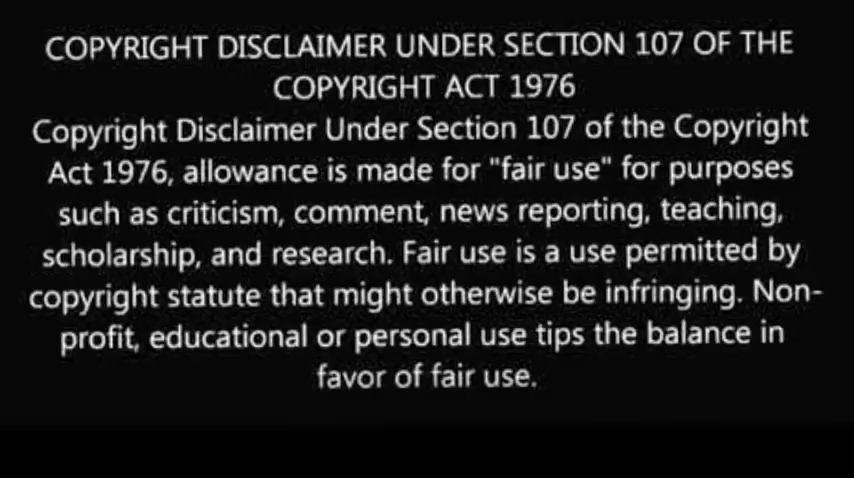 COPYRIGHT DISCLAIMER UNDER SECTION 107 OF THE
COPYRIGHT ACT 1976
Copyright Disclaimer Under Section 107 of the Copyright
Act 1976, allowance is made for "fair use" for purposes
such as criticism, comment, news reporting, teaching,
scholarship, and research. Fair use is a use permitted by
copyright statute that might otherwise be infringing. Non-
profit, educational or personal use tips the balance in
favor of fair use.